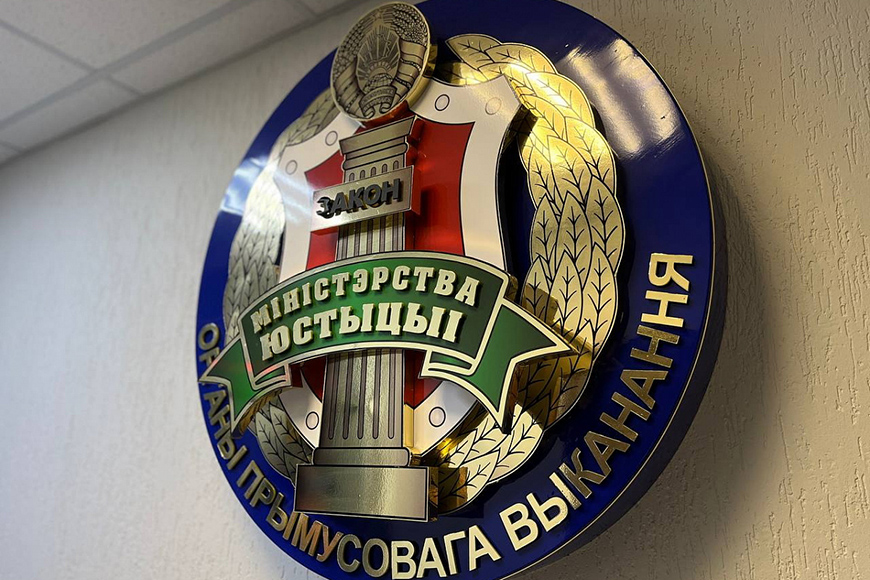 ЗАКОН
МІНІСТЭРСТВА
ЮСТЫЦЫІ
ОРГАНЫ ПРЫМУСОВАГА ВЫКАНАННЯ